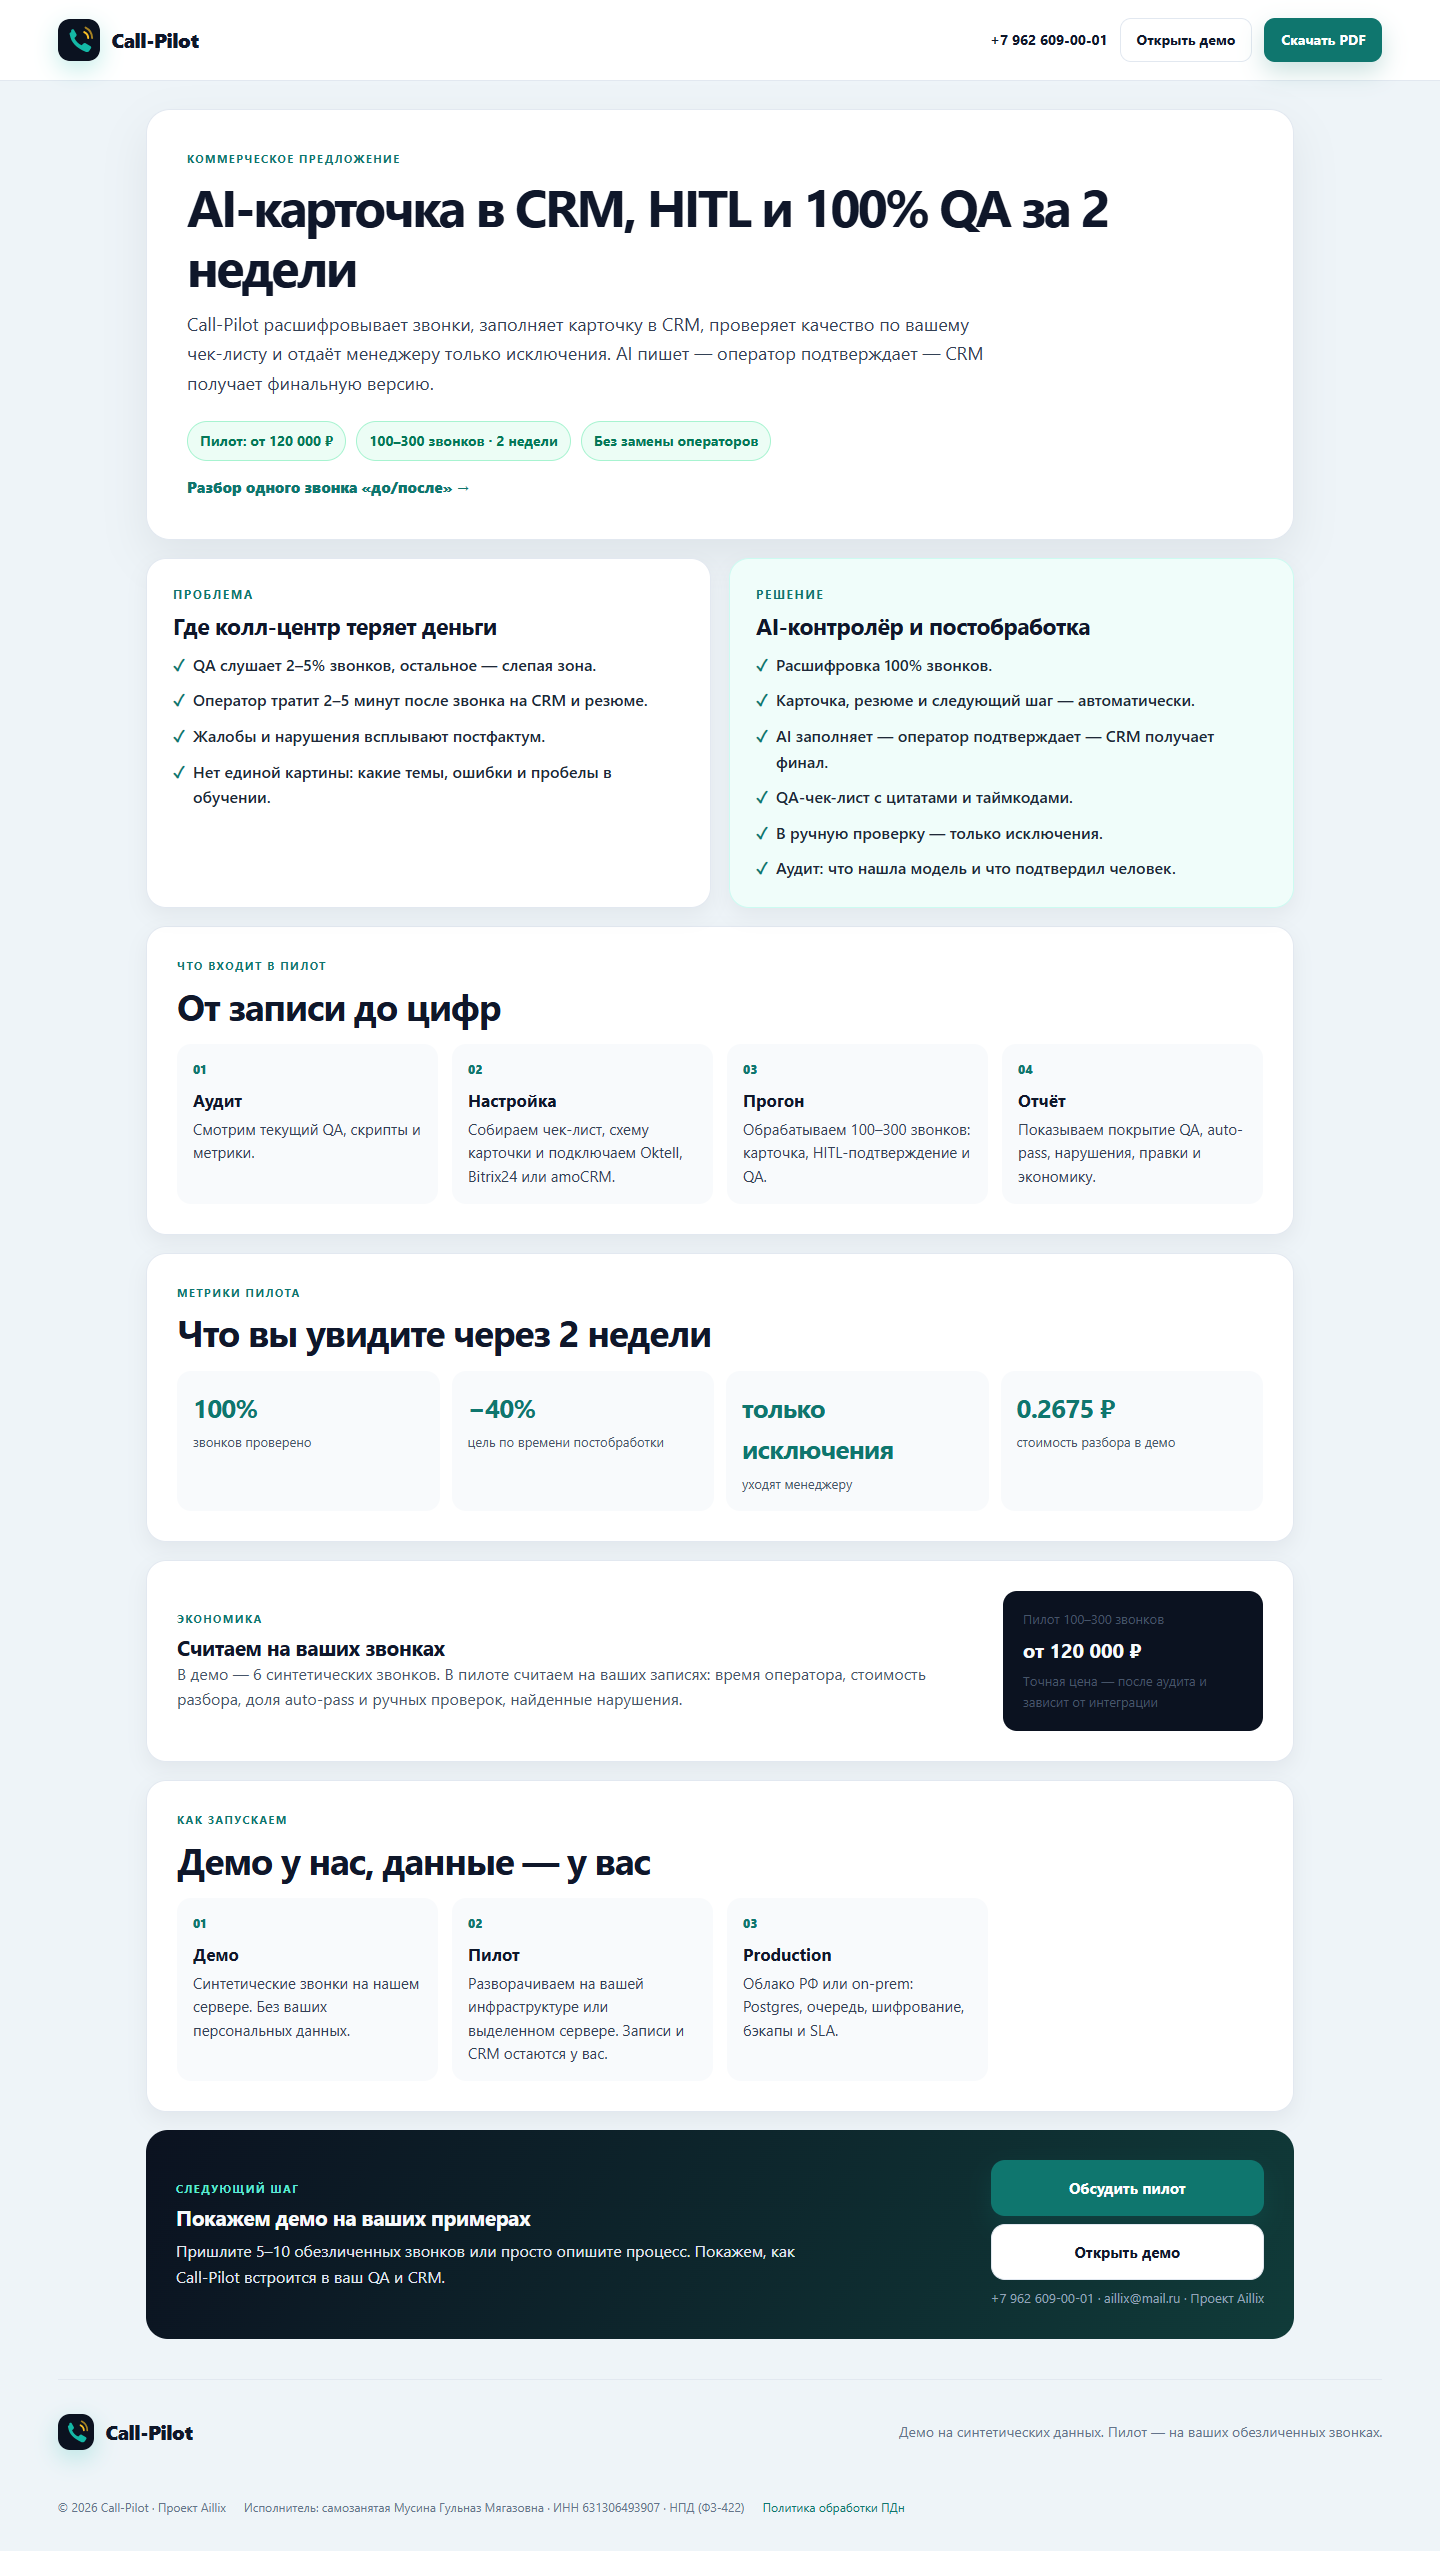 Call-Pilot
+7 962 609-00-01
Открыть демо
Скачать PDF
КОММЕРЧЕСКОЕ ПРЕДЛОЖЕНИЕ
AI-карточка в CRM, HITL и 100% QA за 2
недели
Call-Pilot расшифровывает звонки, заполняет карточку в CRM, проверяет качество по вашему
чек-листу и отдаёт менеджеру только исключения. AI пишет — оператор подтверждает — CRM
получает финальную версию.
Пилот: от 120 000 ₽
100–300 звонков · 2 недели
Без замены операторов
Разбор одного звонка «до/после» →
ПРОБЛЕМА
Где колл-центр теряет деньги
✓ QA слушает 2–5% звонков, остальное — слепая зона.
✓ Оператор тратит 2–5 минут после звонка на CRM и резюме.
✓ Жалобы и нарушения всплывают постфактум.
✓ Нет единой картины: какие темы, ошибки и пробелы в
обучении.
РЕШЕНИЕ
AI-контролёр и постобработка
✓ Расшифровка 100% звонков.
✓ Карточка, резюме и следующий шаг — автоматически.
✓ AI заполняет — оператор подтверждает — CRM получает
финал.
✓ QA-чек-лист с цитатами и таймкодами.
✓ В ручную проверку — только исключения.
✓ Аудит: что нашла модель и что подтвердил человек.
ЧТО ВХОДИТ В ПИЛОТ
От записи до цифр
01
Аудит
Смотрим текущий QA, скрипты и
метрики.
02
Настройка
Собираем чек-лист, схему
карточки и подключаем Oktell,
Bitrix24 или amoCRM.
03
Прогон
Обрабатываем 100–300 звонков:
карточка, HITL-подтверждение и
QA.
04
Отчёт
Показываем покрытие QA, auto-
pass, нарушения, правки и
экономику.
МЕТРИКИ ПИЛОТА
Что вы увидите через 2 недели
100%
звонков проверено
−40%
цель по времени постобработки
только
исключения
уходят менеджеру
0.2675 ₽
стоимость разбора в демо
ЭКОНОМИКА
Считаем на ваших звонках
В демо — 6 синтетических звонков. В пилоте считаем на ваших записях: время оператора, стоимость
разбора, доля auto-pass и ручных проверок, найденные нарушения.
Пилот 100–300 звонков
от 120 000 ₽
Точная цена — после аудита и
зависит от интеграции
КАК ЗАПУСКАЕМ
Демо у нас, данные — у вас
01
Демо
Синтетические звонки на нашем
сервере. Без ваших
персональных данных.
02
Пилот
Разворачиваем на вашей
инфраструктуре или
выделенном сервере. Записи и
CRM остаются у вас.
03
Production
Облако РФ или on-prem:
Postgres, очередь, шифрование,
бэкапы и SLA.
СЛЕДУЮЩИЙ ШАГ
Покажем демо на ваших примерах
Пришлите 5–10 обезличенных звонков или просто опишите процесс. Покажем, как
Call-Pilot встроится в ваш QA и CRM.
Обсудить пилот
Открыть демо
+7 962 609-00-01 · aillix@mail.ru · Проект Aillix
Call-Pilot
Демо на синтетических данных. Пилот — на ваших обезличенных звонках.
© 2026 Call-Pilot · Проект Aillix
Исполнитель: самозанятая Мусина Гульназ Мягазовна · ИНН 631306493907 · НПД (ФЗ-422)
Политика обработки ПДн